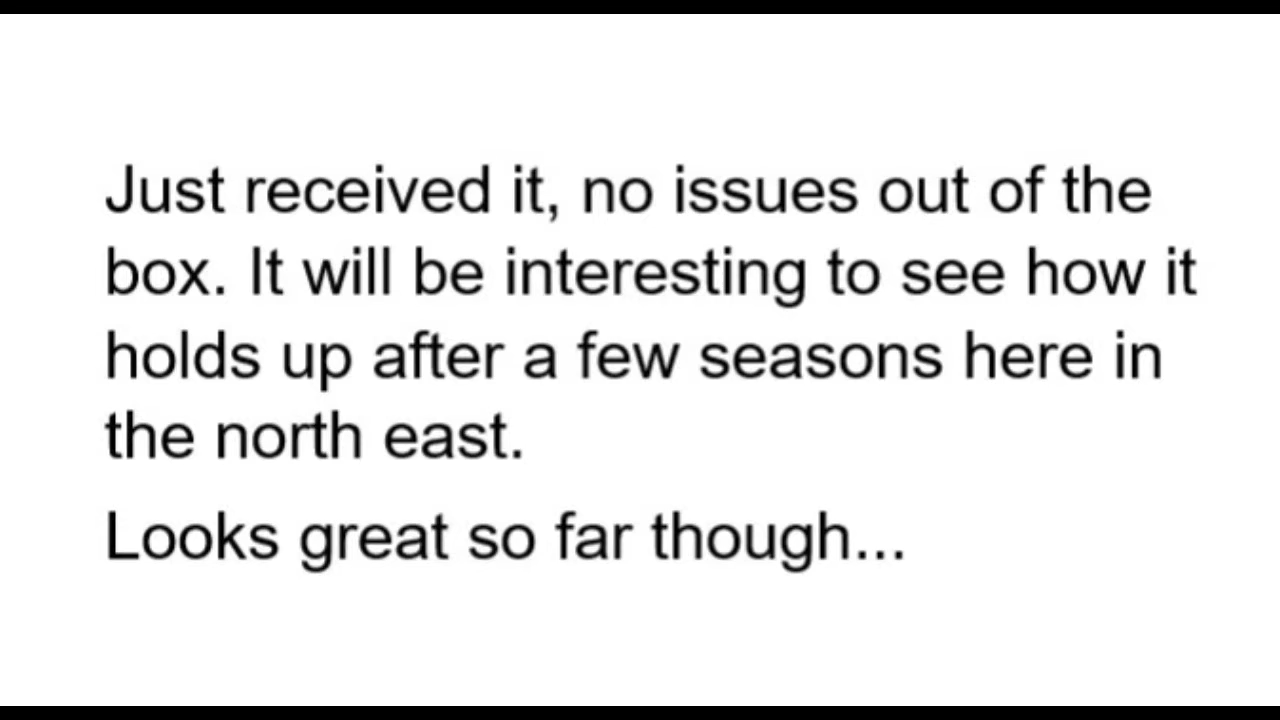 Just received it, no issues out of the
box. It will be interesting to see how it
holds up after a few seasons here in
the north east.
Looks great so far though...